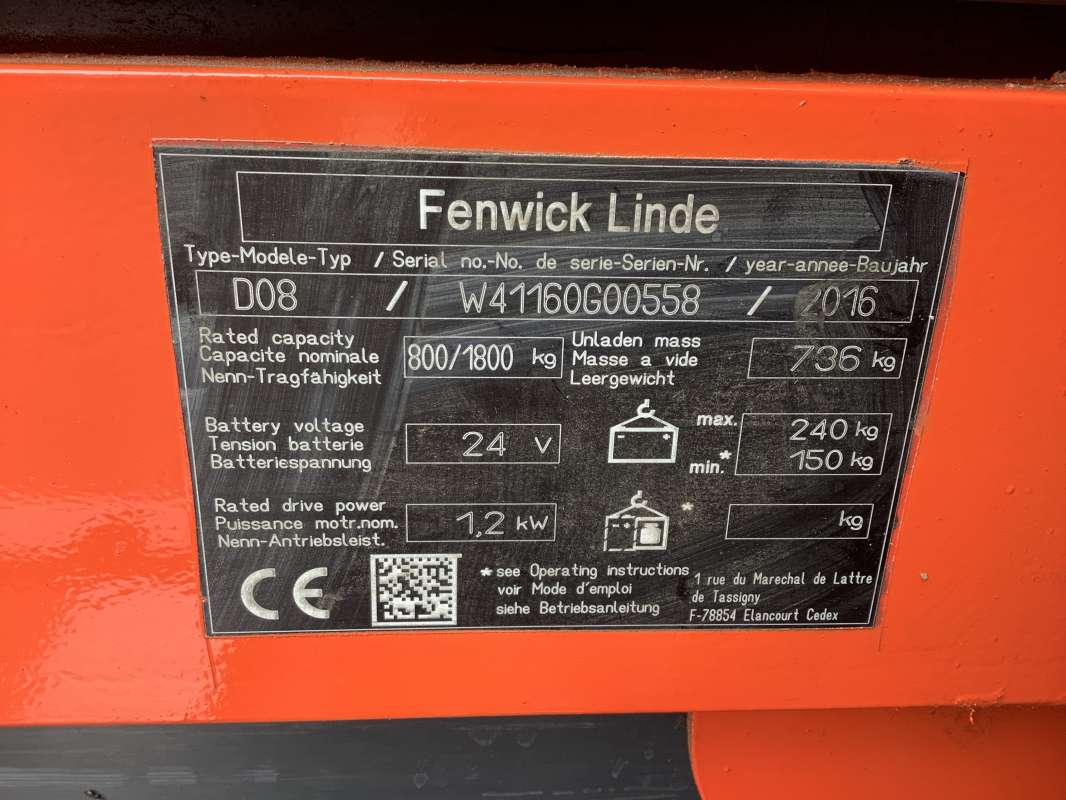 Fenwick Linde
Type-Modele-Typ / Serial no.-No. de serie-Serien-Nr. / year-annee-Baujahr
D08 / W41160G00558 / 2016
Rated capacity
Capacite nominale
Nenn-Tragfähigkeit
800/1800 kg
Unladen mass
Masse a vide
Leergewicht
736 kg
Battery voltage
Tension batterie
Batteriespannung
24 V
max. 240 kg
min.* 150 kg
Rated drive power
Puissance motr.nom.
Nenn-Antriebsleist.
1,2 kW
* kg
CE
*see Operating instructions
voir Mode d'emploi
siehe Betriebsanleitung
1 rue du Marechal de Lattre
de Tassigny
F-78854 Elancourt Cedex